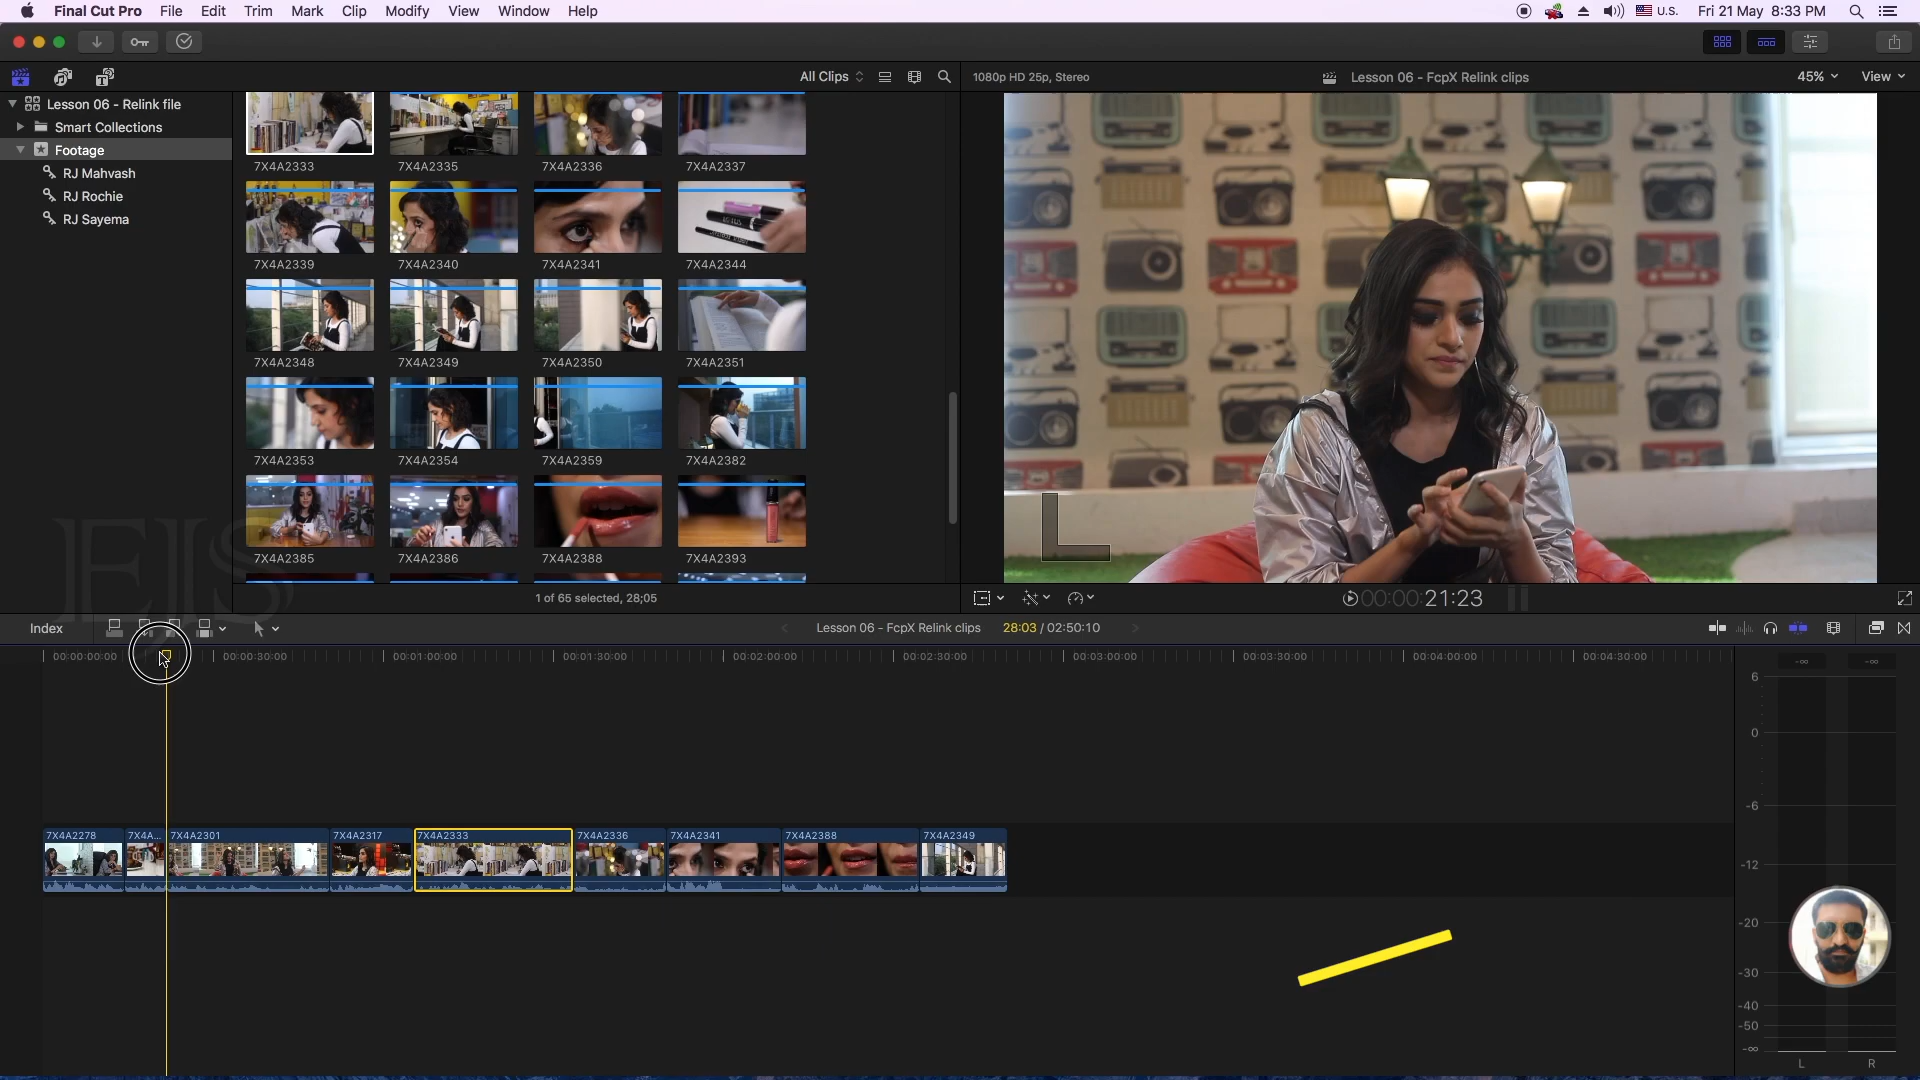 Final Cut Pro File Edit Trim Mark Clip Modify View Window Help U.S. Fri 21 May 8:33 PM
All Clips 1080p HD 25p, Stereo Lesson 06 - FcpX Relink clips 45% View
Lesson 06 - Relink file
Smart Collections
Footage
RJ Mahvash
RJ Rochie
RJ Sayema
7X4A2333 7X4A2335 7X4A2336 7X4A2337
7X4A2339 7X4A2340 7X4A2341 7X4A2344
7X4A2348 7X4A2349 7X4A2350 7X4A2351
7X4A2353 7X4A2354 7X4A2359 7X4A2382
7X4A2385 7X4A2386 7X4A2388 7X4A2393
EJS
1 of 65 selected, 28;05
00:00:00:21:23
Index Lesson 06 - FcpX Relink clips 28:03 / 02:50:10
00:00:00:00 00:00:30:00 00:01:00:00 00:01:30:00 00:02:00:00 00:02:30:00 00:03:00:00 00:03:30:00 00:04:00:00 00:04:30:00
-∞ -∞
6
0
-6
7X4A2278 7X4A... 7X4A2301 7X4A2317 7X4A2333 7X4A2336 7X4A2341 7X4A2388 7X4A2349
-12
-20
-30
-40
-50
-∞
L R
L